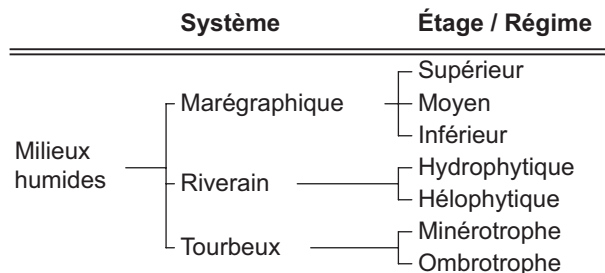 Système Étage / Régime
Supérieur
Marégraphique Moyen
Inférieur
Milieux
humides
Hydrophytique
Riverain
Hélophytique
Minérotrophe
Tourbeux
Ombrotrophe